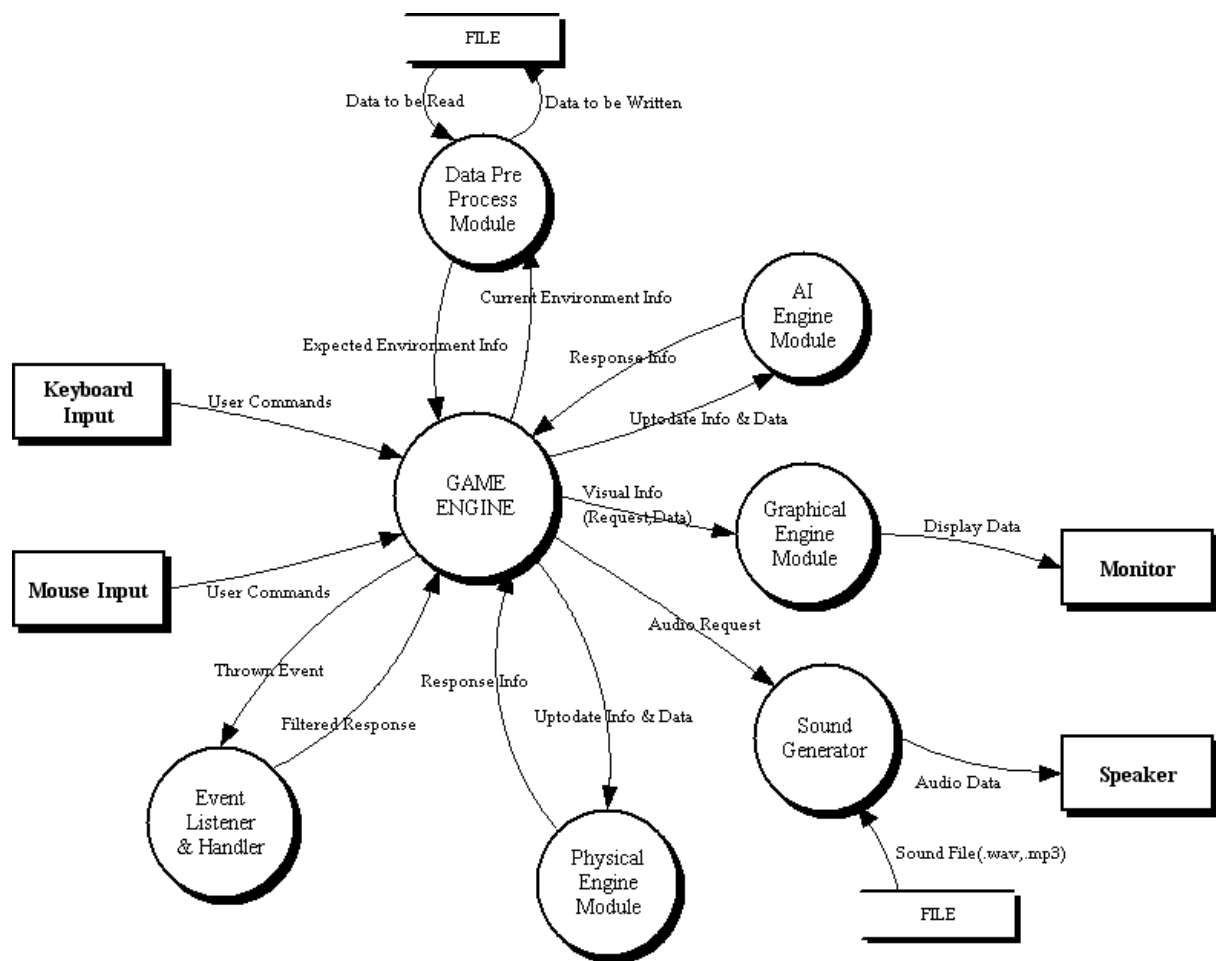 FILE
Data to be Read
Data to be Written
Data Pre
Process
Module
Current Environment Info
AI
Engine
Module
Expected Environment Info
Response Info
Keyboard
Input
User Commands
Uptodate Info & Data
GAME
ENGINE
Visual Info
(Request,Data)
Graphical
Engine
Module
Display Data
Monitor
Mouse Input
User Commands
Audio Request
Thrown Event
Response Info
Filtered Response
Uptodate Info & Data
Sound
Generator
Audio Data
Speaker
Event
Listener
& Handler
Physical
Engine
Module
Sound File(.wav,.mp3)
FILE